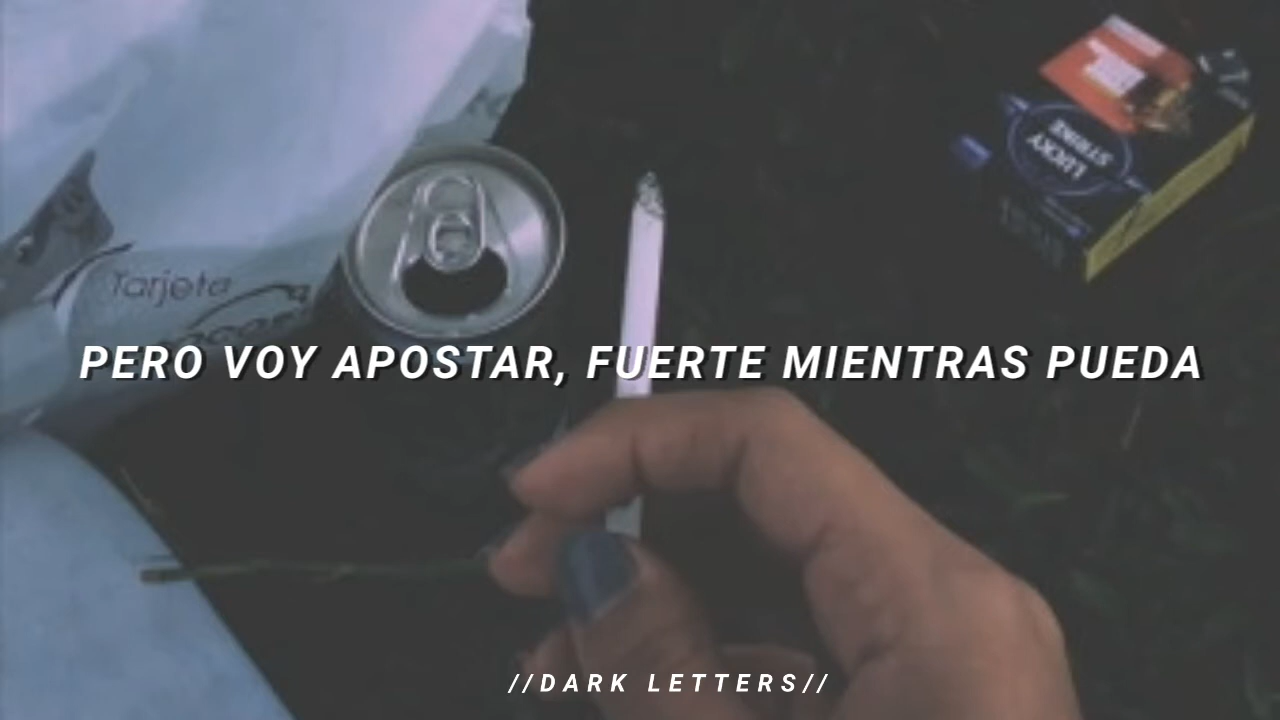 Tarjeta
LUCKY
STRIKE
PERO VOY APOSTAR, FUERTE MIENTRAS PUEDA
//DARK LETTERS//